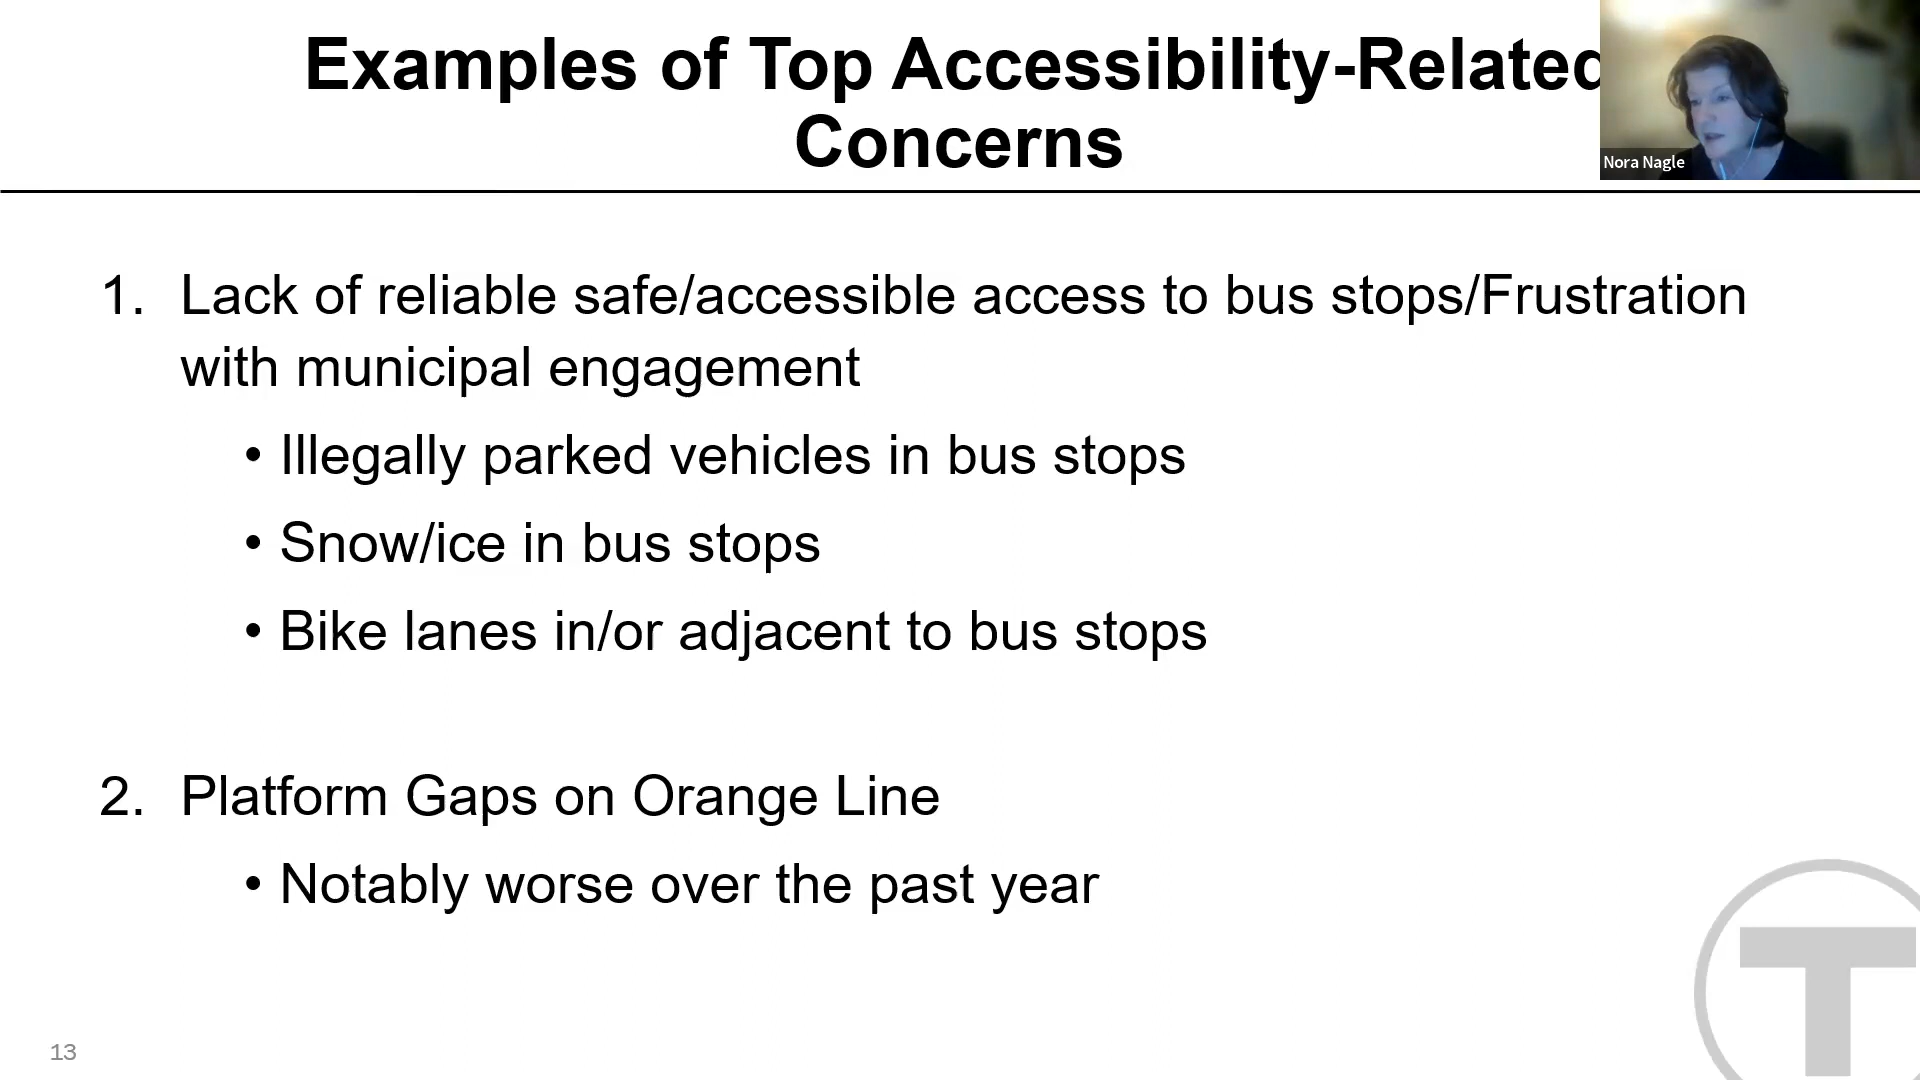 Examples of Top Accessibility-Related
Concerns
Nora Nagle
1. Lack of reliable safe/accessible access to bus stops/Frustration
with municipal engagement
• Illegally parked vehicles in bus stops
• Snow/ice in bus stops
• Bike lanes in/or adjacent to bus stops
2. Platform Gaps on Orange Line
• Notably worse over the past year
T
13